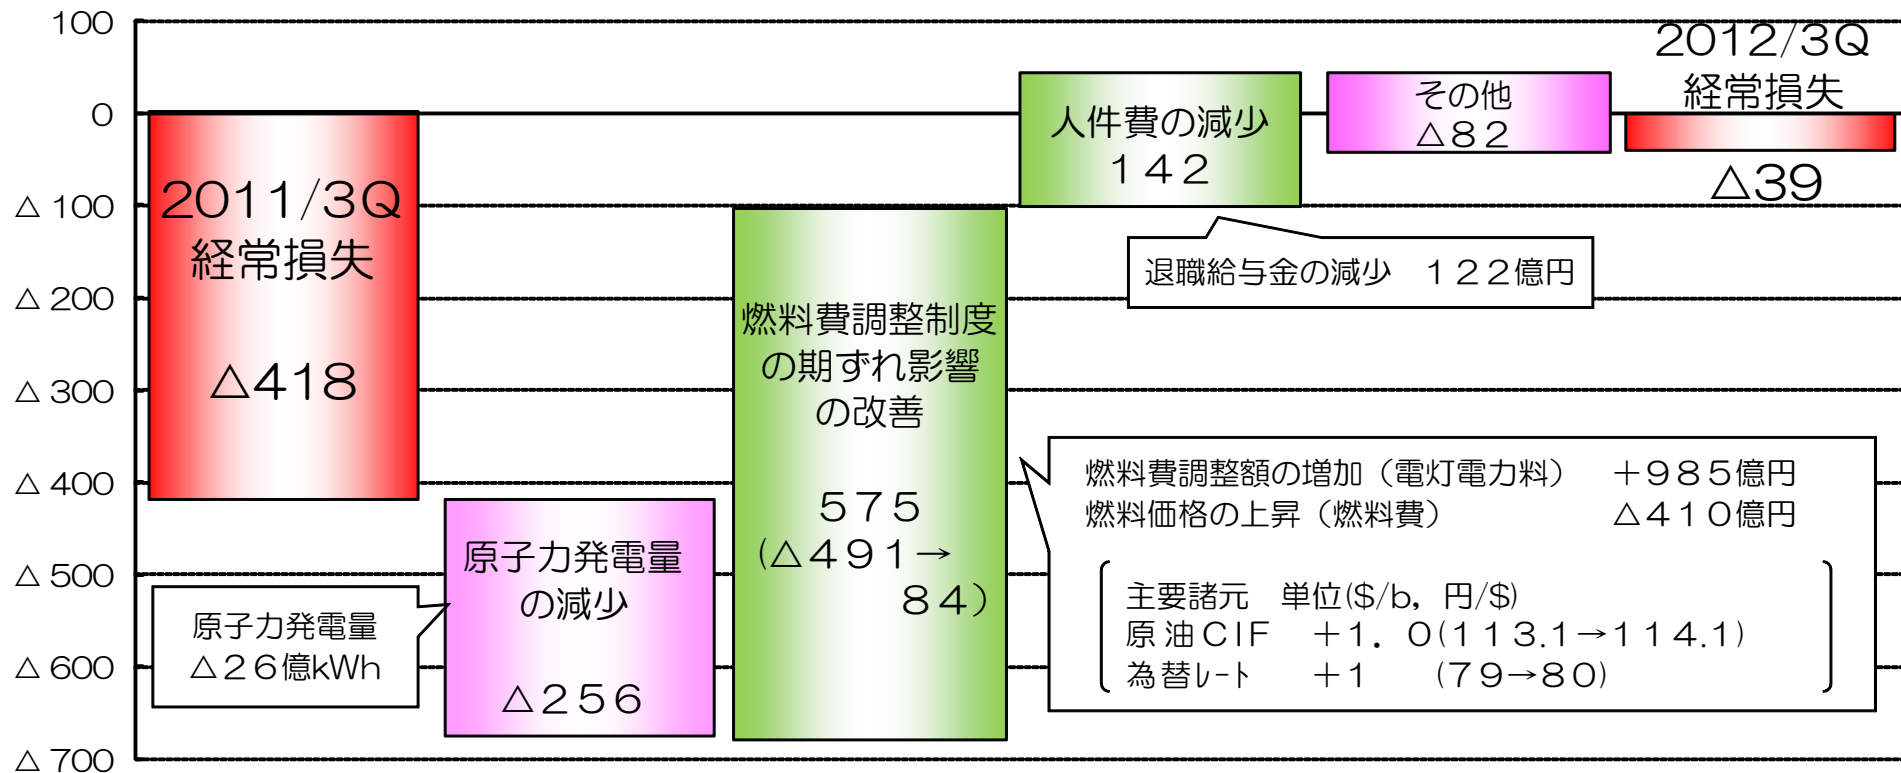 100
0
△ 100
△ 200
△ 300
△ 400
△ 500
△ 600
△ 700
2011/3Q
経常損失
△418
原子力発電量
△26億kWh
原子力発電量
の減少
△256
燃料費調整制度
の期ずれ影響
の改善
575
(△491→
84)
人件費の減少
142
退職給与金の減少　122億円
その他
△82
2012/3Q
経常損失
△39
燃料費調整額の増加（電灯電力料）　＋985億円
燃料価格の上昇（燃料費）　△410億円
主要諸元　単位($/b，円/$)
原油CIF　＋1．0(113.1→114.1)
為替ﾚｰﾄ　＋1　(79→80)